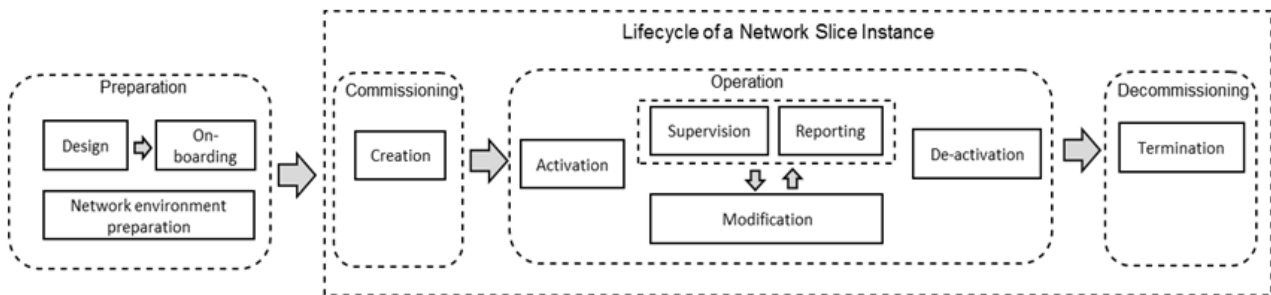 Lifecycle of a Network Slice Instance
Preparation
Design
On-
boarding
Network environment
preparation
Commissioning
Creation
Operation
Activation
Supervision
Reporting
Modification
De-activation
Decommissioning
Termination